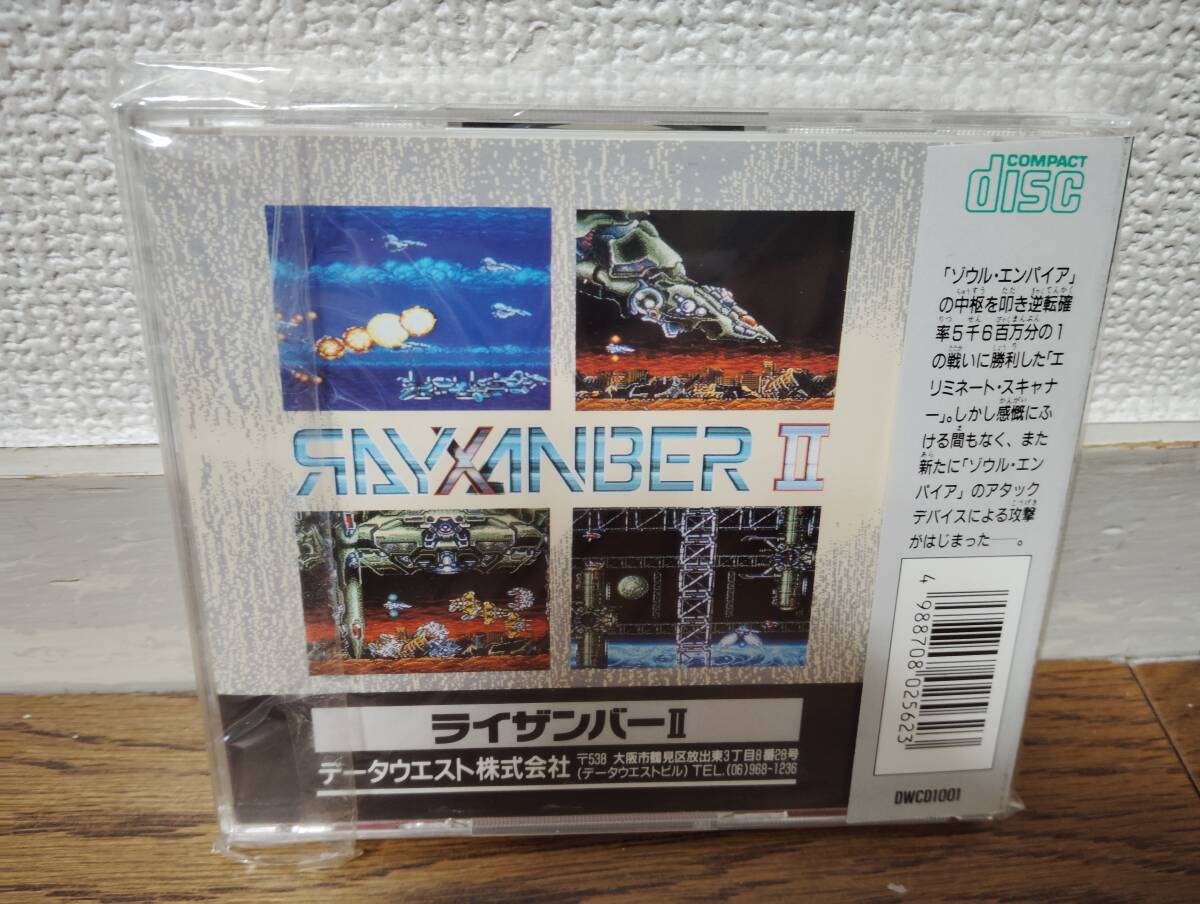 COMPACT
disc
「ゾウル・エンパイア」
の中枢を叩き逆転確
率5千6百万分の1
の戦いに勝利した「エ
リミネート・スキャナ
ー」。しかし感慨にふ
ける間もなく、また
新たに「ゾウル・エン
パイア」のアタック
デバイスによる攻撃
がはじまった――。
RAYXANBER II
4988708025623
DWCD1001
ライザンバーII
データウエスト株式会社
〒538 大阪市鶴見区放出東3丁目8番28号
(データウエストビル) TEL.(06)968-1236